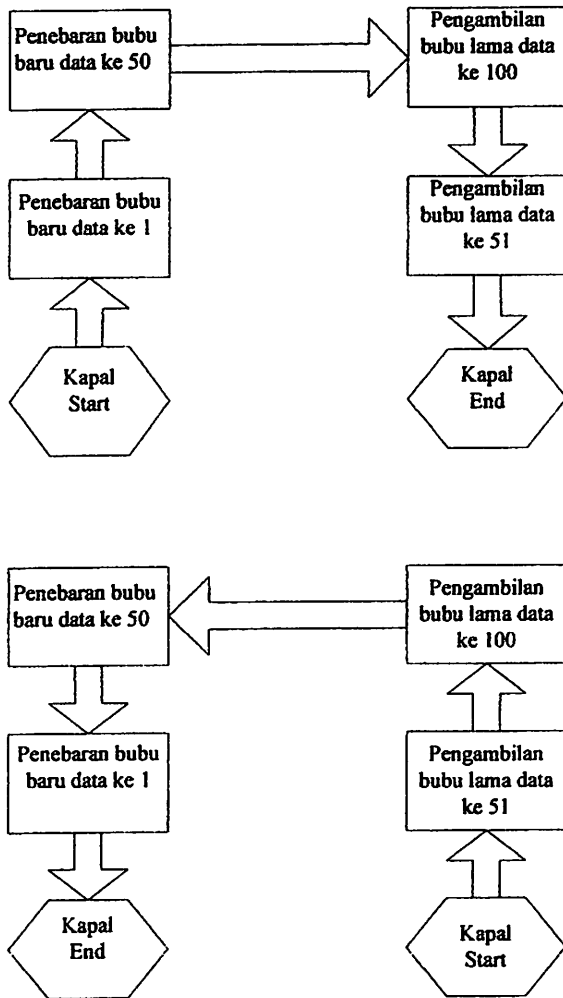 Penebaran bubu
baru data ke 50
Pengambilan
bubu lama data
ke 100
Penebaran bubu
baru data ke 1
Pengambilan
bubu lama data
ke 51
Kapal
Start
Kapal
End
Penebaran bubu
baru data ke 50
Pengambilan
bubu lama data
ke 100
Penebaran bubu
baru data ke 1
Pengambilan
bubu lama data
ke 51
Kapal
End
Kapal
Start